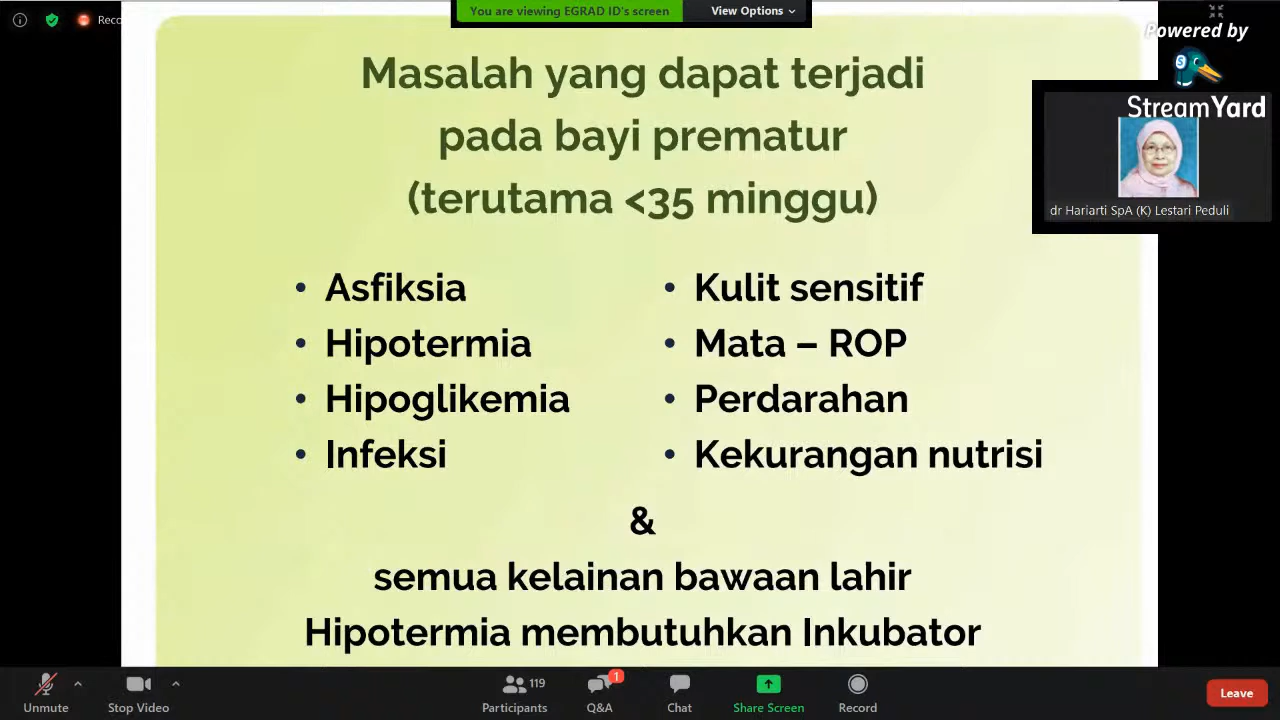 Reco
You are viewing EGRAD ID's screen
View Options
Powered by
S
StreamYard
dr Hariarti SpA (K) Lestari Peduli
Masalah yang dapat terjadi
pada bayi prematur
(terutama <35 minggu)
• Asfiksia
• Hipotermia
• Hipoglikemia
• Infeksi
• Kulit sensitif
• Mata – ROP
• Perdarahan
• Kekurangan nutrisi
&
semua kelainan bawaan lahir
Hipotermia membutuhkan Inkubator
Unmute
Stop Video
119
Participants
1
Q&A
Chat
Share Screen
Record
Leave